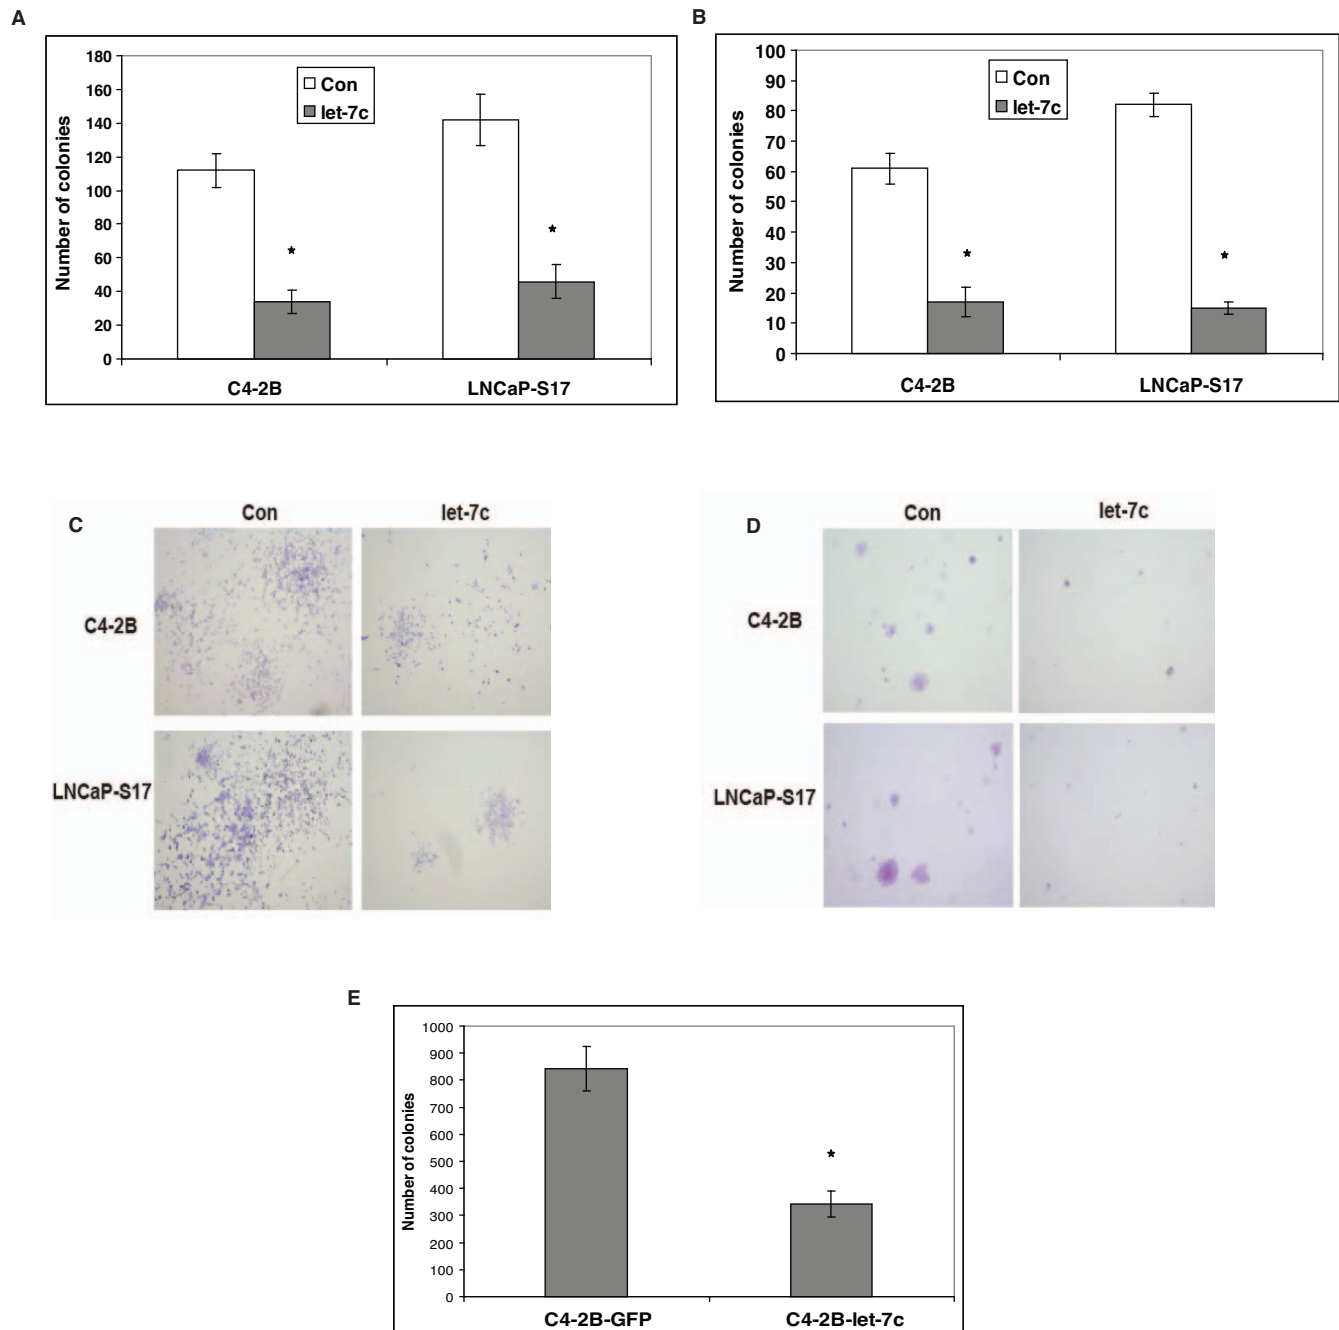 A
Number of colonies
180
160
140
120
100
80
60
40
20
0
Con
let-7c
C4-2B
LNCaP-S17
B
Number of colonies
100
90
80
70
60
50
40
30
20
10
0
Con
let-7c
C4-2B
LNCaP-S17
C
Con
let-7c
C4-2B
LNCaP-S17
D
Con
let-7c
C4-2B
LNCaP-S17
E
Number of colonies
1000
900
800
700
600
500
400
300
200
100
0
C4-2B-GFP
C4-2B-let-7c